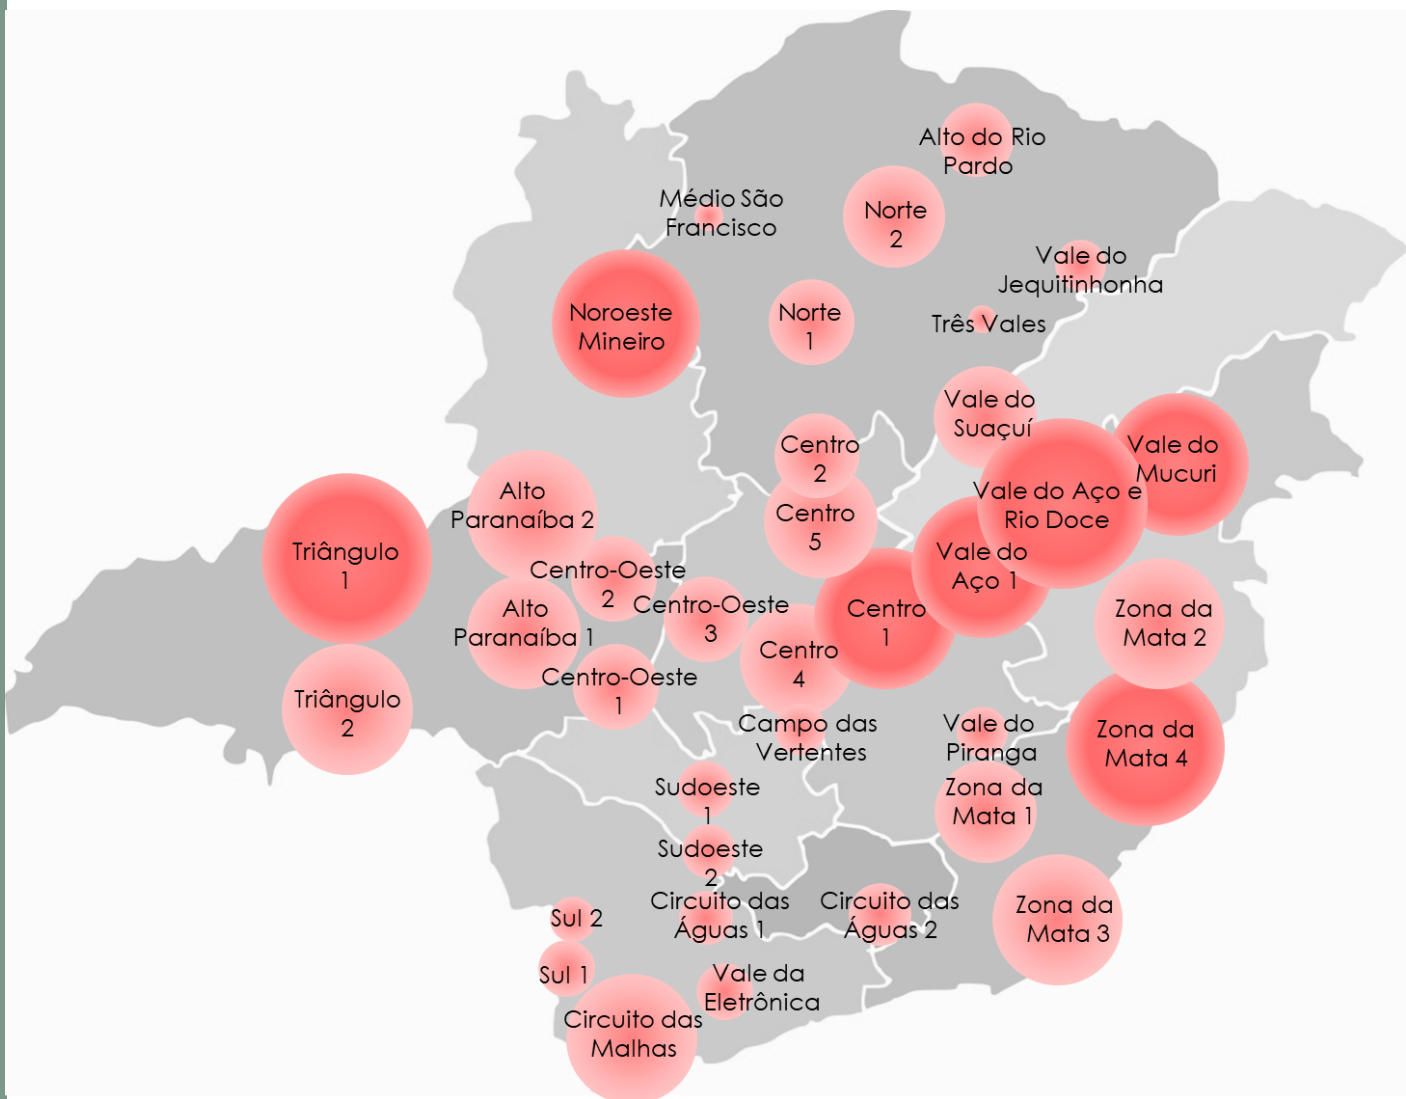 Alto do Rio
Pardo
Médio São
Francisco
Norte
2
Vale do
Jequitinhonha
Noroeste
Mineiro
Norte
1
Três Vales
Vale do
Suaçuí
Centro
2
Vale do
Mucuri
Alto
Paranaíba 2
Vale do Aço e
Rio Doce
Centro
5
Triângulo
1
Vale do
Aço 1
Centro-Oeste
2
Centro-Oeste
3
Alto
Paranaíba 1
Centro
1
Zona da
Mata 2
Centro
4
Centro-Oeste
1
Triângulo
2
Campo das
Vertentes
Vale do
Piranga
Zona da
Mata 4
Sudoeste
1
Zona da
Mata 1
Sudoeste
2
Circuito das
Águas 1
Circuito das
Águas 2
Zona da
Mata 3
Sul 2
Sul 1
Vale da
Eletrônica
Circuito das
Malhas